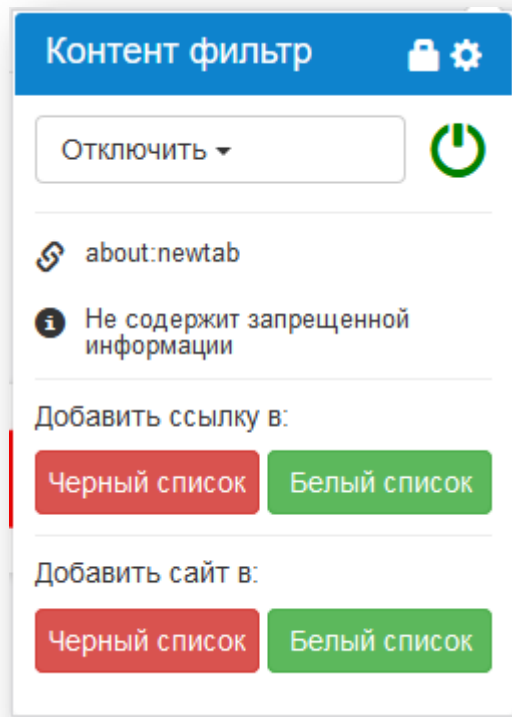 Контент фильтр
Отключить
about:newtab
Не содержит запрещенной
информации
Добавить ссылку в:
Черный список Белый список
Добавить сайт в:
Черный список Белый список